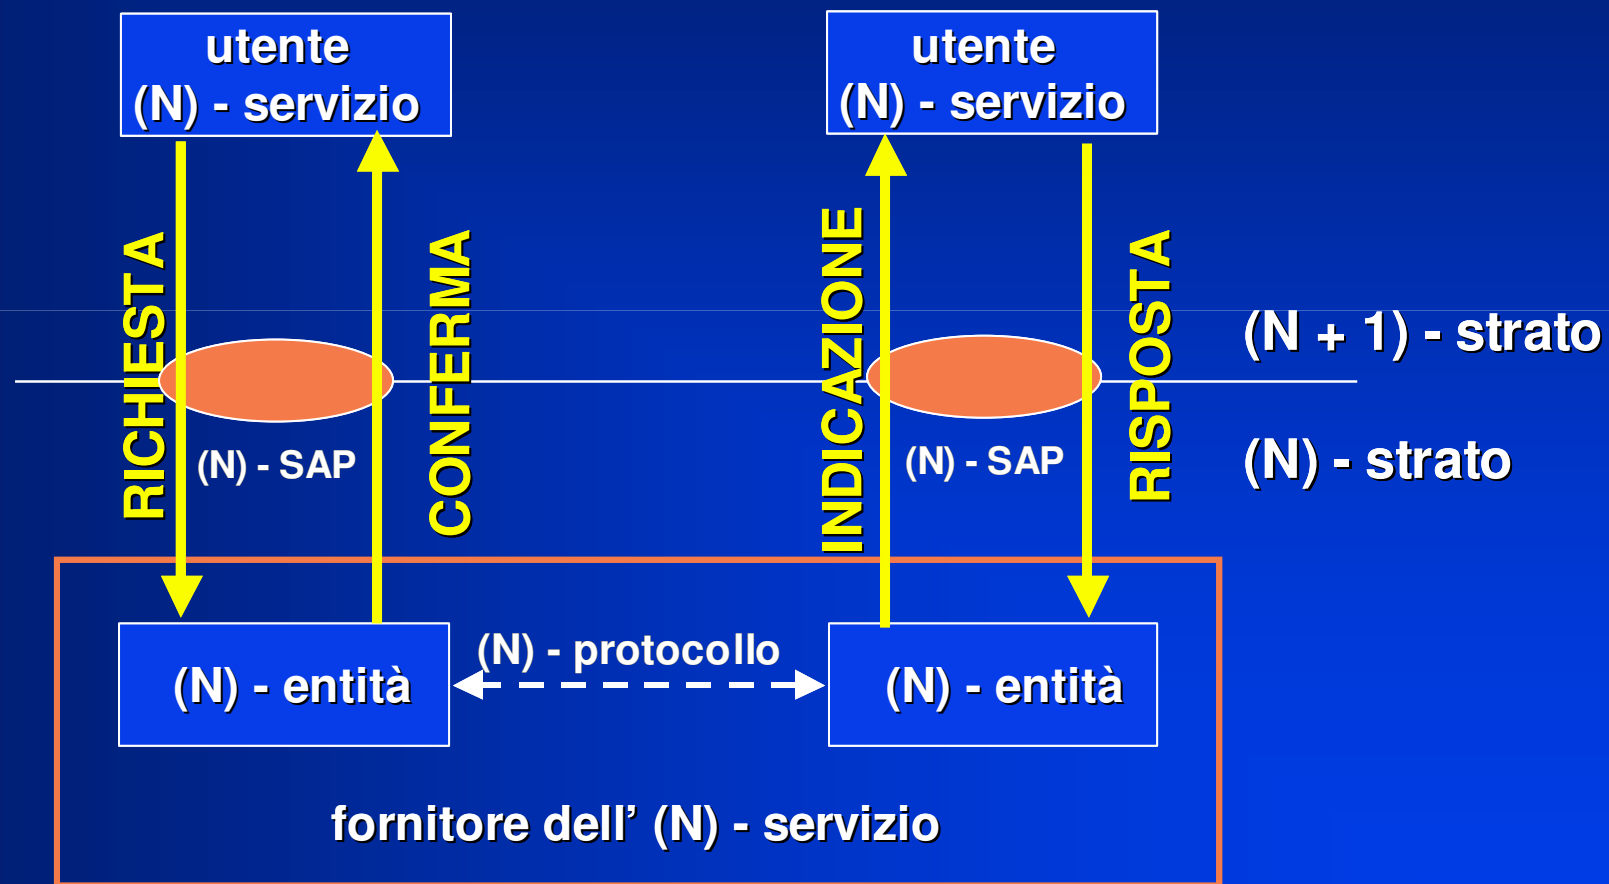 utente
(N) - servizio
utente
(N) - servizio
RICHIESTA
CONFERMA
INDICAZIONE
RISPOSTA
(N + 1) - strato
(N) - SAP
(N) - SAP
(N) - strato
(N) - protocollo
(N) - entità
(N) - entità
fornitore dell’ (N) - servizio